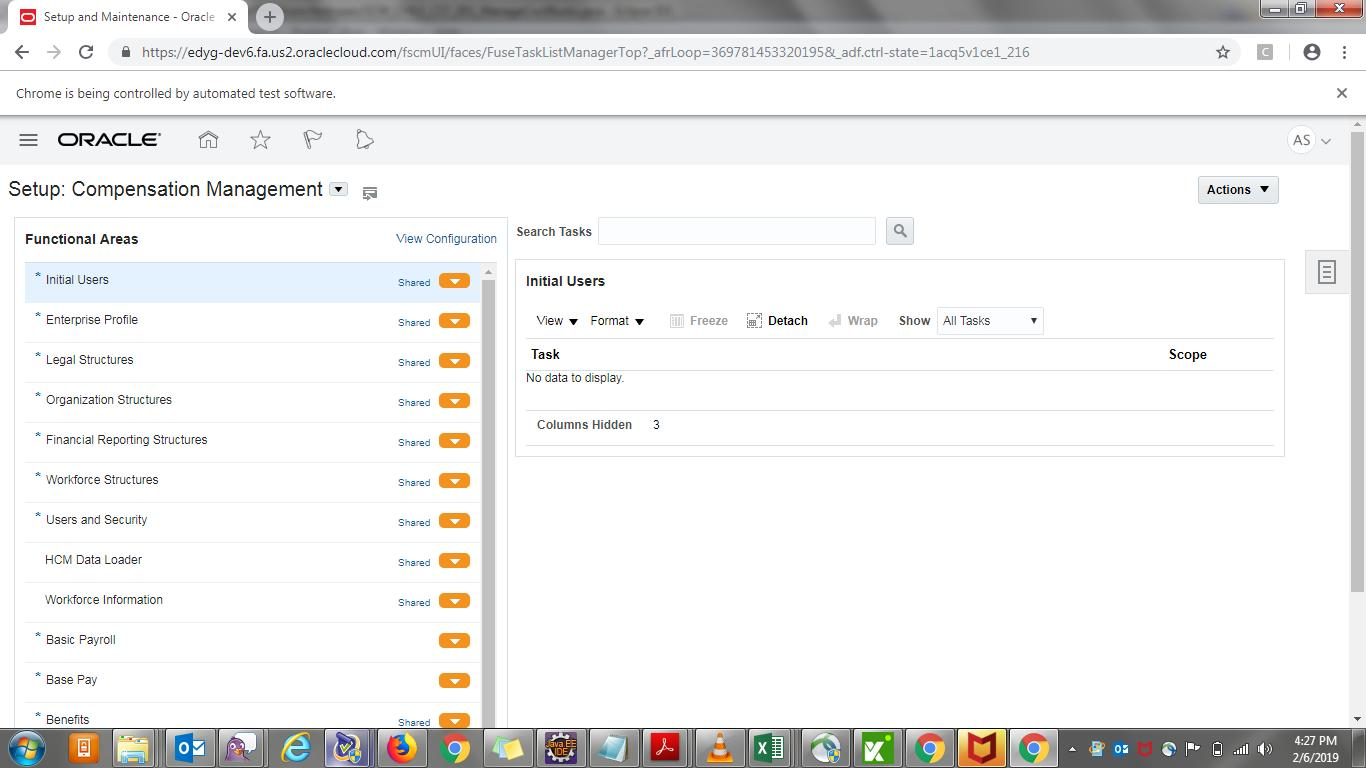 Setup and Maintenance - Oracle
https://edyg-dev6.fa.us2.oraclecloud.com/fscmUI/faces/FuseTaskListManagerTop?_afrLoop=369781453320195&_adf.ctrl-state=1acq5v1ce1_216
Chrome is being controlled by automated test software.
ORACLE
AS
Setup: Compensation Management
Actions
Functional Areas
View Configuration
* Initial Users Shared
* Enterprise Profile Shared
* Legal Structures Shared
* Organization Structures Shared
* Financial Reporting Structures Shared
* Workforce Structures Shared
* Users and Security Shared
HCM Data Loader Shared
Workforce Information Shared
* Basic Payroll
* Base Pay
* Benefits Shared
Search Tasks
Initial Users
View Format Freeze Detach Wrap Show All Tasks
Task Scope
No data to display.
Columns Hidden 3
Java EE
IDE
4:27 PM
2/6/2019